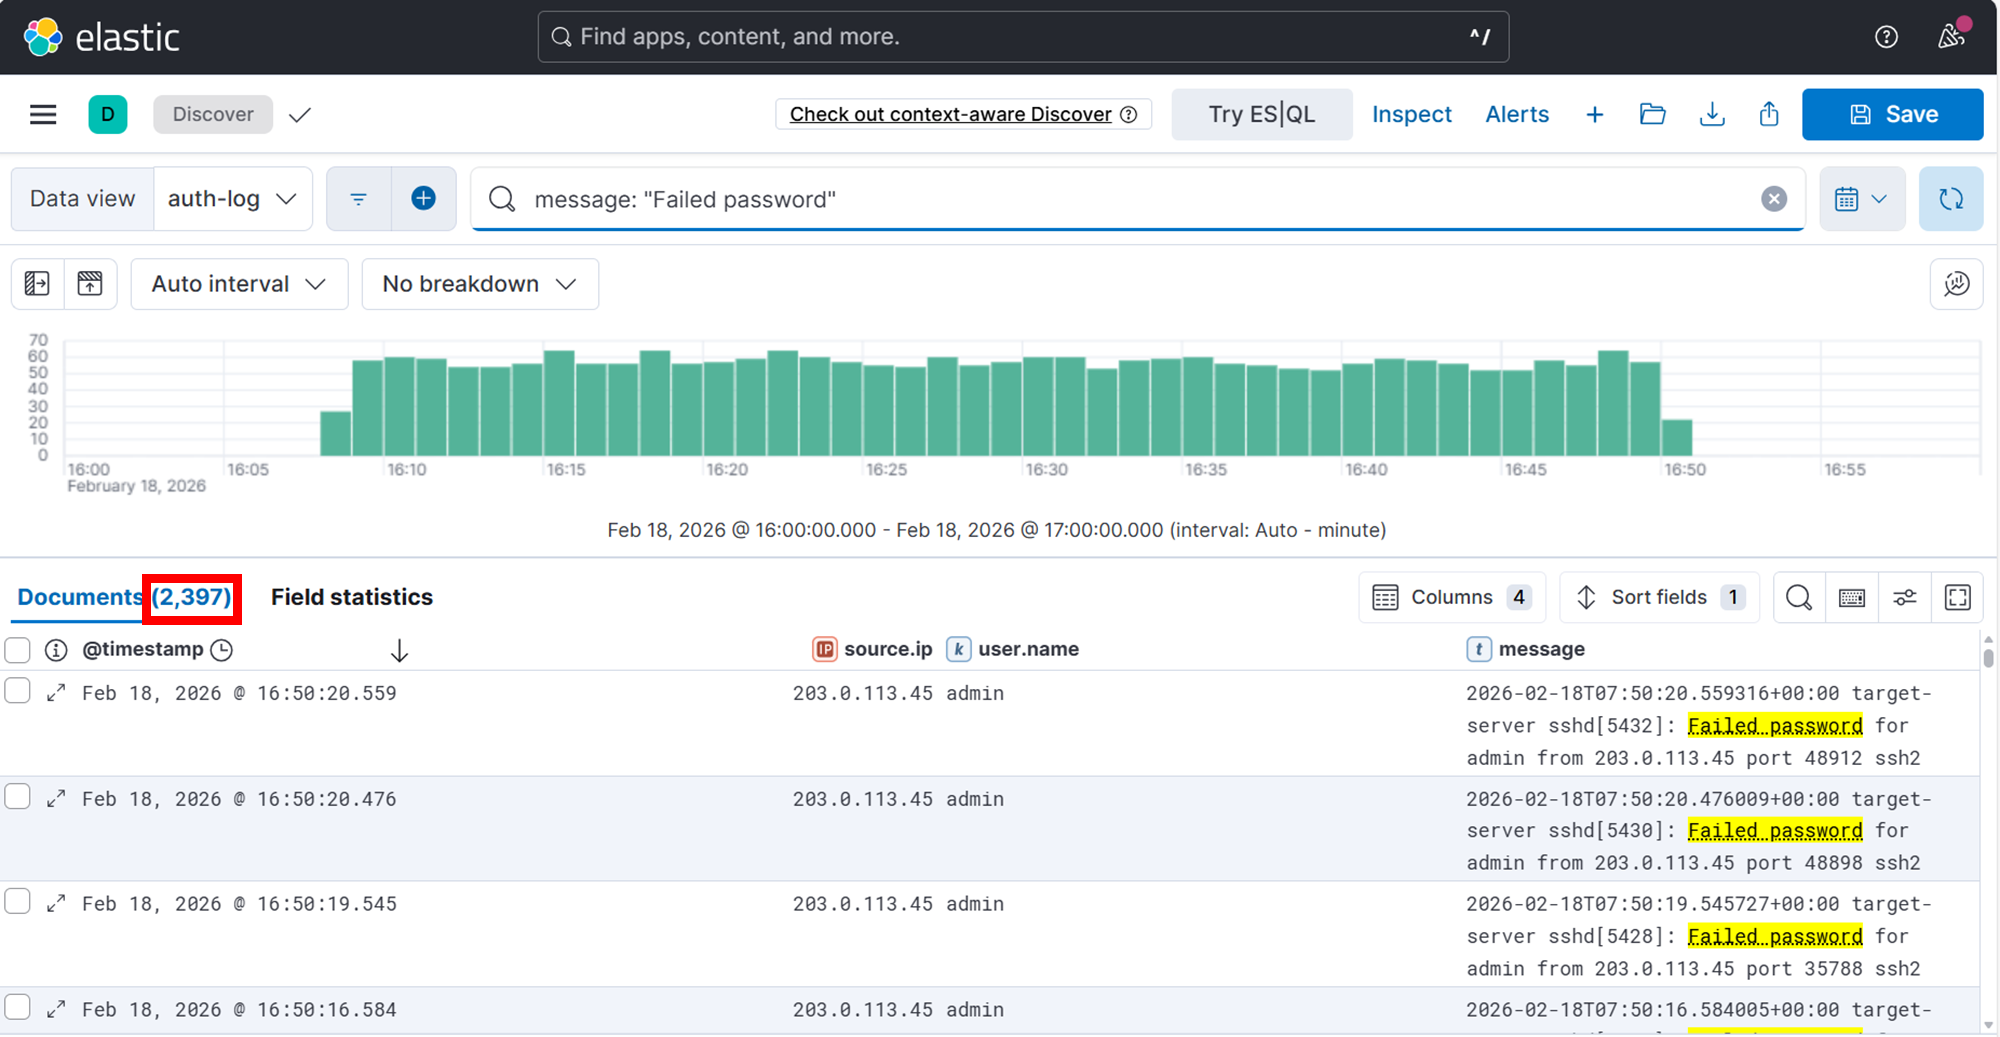 elastic
Find apps, content, and more.
^/
D
Discover
Check out context-aware Discover
Try ES|QL
Inspect
Alerts
Save
Data view
auth-log
message: "Failed password"
Auto interval
No breakdown
70
60
50
40
30
20
10
0
16:00
16:05
16:10
16:15
16:20
16:25
16:30
16:35
16:40
16:45
16:50
16:55
February 18, 2026
Feb 18, 2026 @ 16:00:00.000 - Feb 18, 2026 @ 17:00:00.000 (interval: Auto - minute)
Documents (2,397)
Field statistics
Columns 4
Sort fields 1
@timestamp
IP source.ip
k user.name
t message
Feb 18, 2026 @ 16:50:20.559
203.0.113.45 admin
2026-02-18T07:50:20.559316+00:00 target-
server sshd[5432]: Failed password for
admin from 203.0.113.45 port 48912 ssh2
Feb 18, 2026 @ 16:50:20.476
203.0.113.45 admin
2026-02-18T07:50:20.476009+00:00 target-
server sshd[5430]: Failed password for
admin from 203.0.113.45 port 48898 ssh2
Feb 18, 2026 @ 16:50:19.545
203.0.113.45 admin
2026-02-18T07:50:19.545727+00:00 target-
server sshd[5428]: Failed password for
admin from 203.0.113.45 port 35788 ssh2
Feb 18, 2026 @ 16:50:16.584
203.0.113.45 admin
2026-02-18T07:50:16.584005+00:00 target-